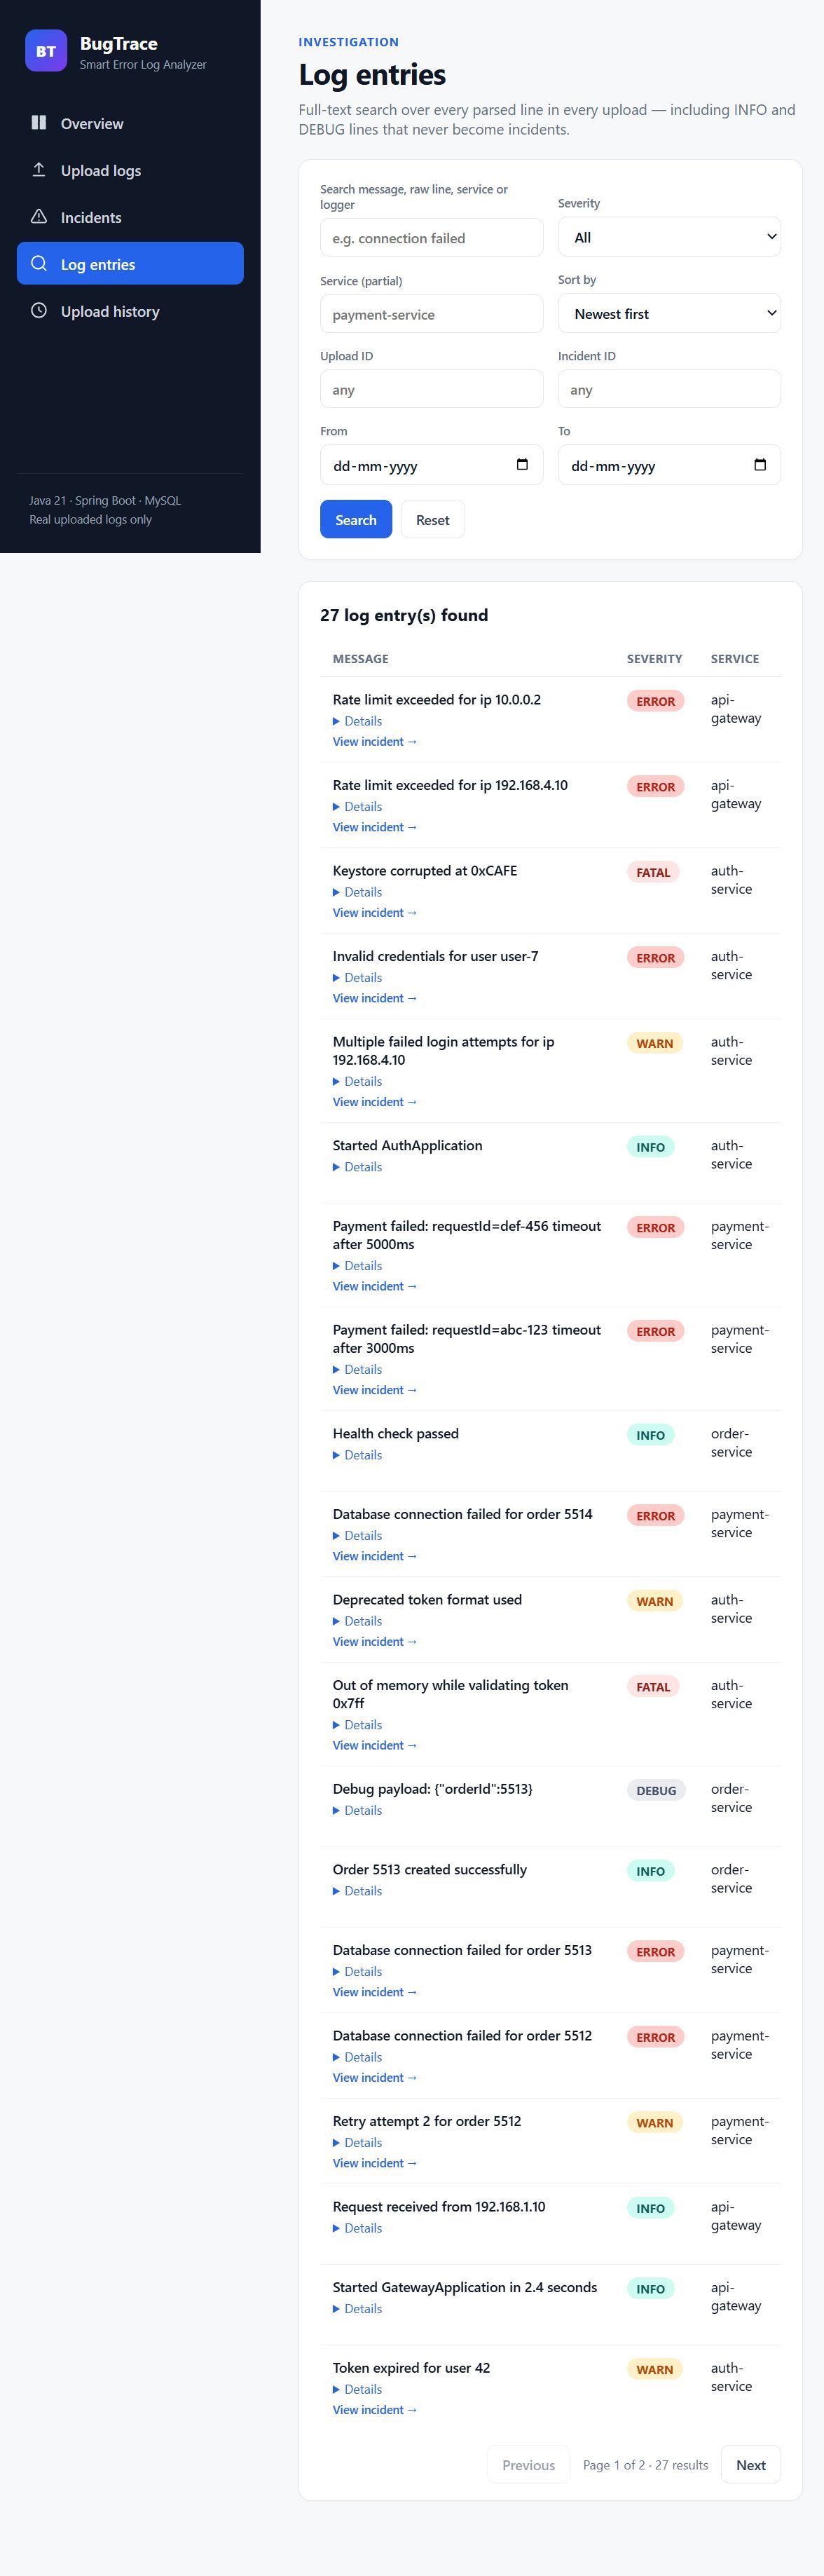 BT
BugTrace
Smart Error Log Analyzer
Overview
Upload logs
Incidents
Log entries
Upload history
Java 21 · Spring Boot · MySQL
Real uploaded logs only
INVESTIGATION
Log entries
Full-text search over every parsed line in every upload — including INFO and
DEBUG lines that never become incidents.
Search message, raw line, service or
logger
e.g. connection failed
Severity
All
Service (partial)
payment-service
Sort by
Newest first
Upload ID
any
Incident ID
any
From
dd-mm-yyyy
To
dd-mm-yyyy
Search
Reset
27 log entry(s) found
MESSAGE SEVERITY SERVICE
Rate limit exceeded for ip 10.0.0.2 ERROR api-
gateway
▶ Details
View incident →
Rate limit exceeded for ip 192.168.4.10 ERROR api-
gateway
▶ Details
View incident →
Keystore corrupted at 0xCAFE FATAL auth-
service
▶ Details
View incident →
Invalid credentials for user user-7 ERROR auth-
service
▶ Details
View incident →
Multiple failed login attempts for ip WARN auth-
192.168.4.10 service
▶ Details
View incident →
Started AuthApplication INFO auth-
service
▶ Details
Payment failed: requestId=def-456 timeout ERROR payment-
after 5000ms service
▶ Details
View incident →
Payment failed: requestId=abc-123 timeout ERROR payment-
after 3000ms service
▶ Details
View incident →
Health check passed INFO order-
service
▶ Details
Database connection failed for order 5514 ERROR payment-
service
▶ Details
View incident →
Deprecated token format used WARN auth-
service
▶ Details
View incident →
Out of memory while validating token FATAL auth-
0x7ff service
▶ Details
View incident →
Debug payload: {"orderId":5513} DEBUG order-
service
▶ Details
Order 5513 created successfully INFO order-
service
▶ Details
Database connection failed for order 5513 ERROR payment-
service
▶ Details
View incident →
Database connection failed for order 5512 ERROR payment-
service
▶ Details
View incident →
Retry attempt 2 for order 5512 WARN payment-
service
▶ Details
View incident →
Request received from 192.168.1.10 INFO api-
gateway
▶ Details
Started GatewayApplication in 2.4 seconds INFO api-
gateway
▶ Details
Token expired for user 42 WARN auth-
service
▶ Details
View incident →
Previous Page 1 of 2 · 27 results Next